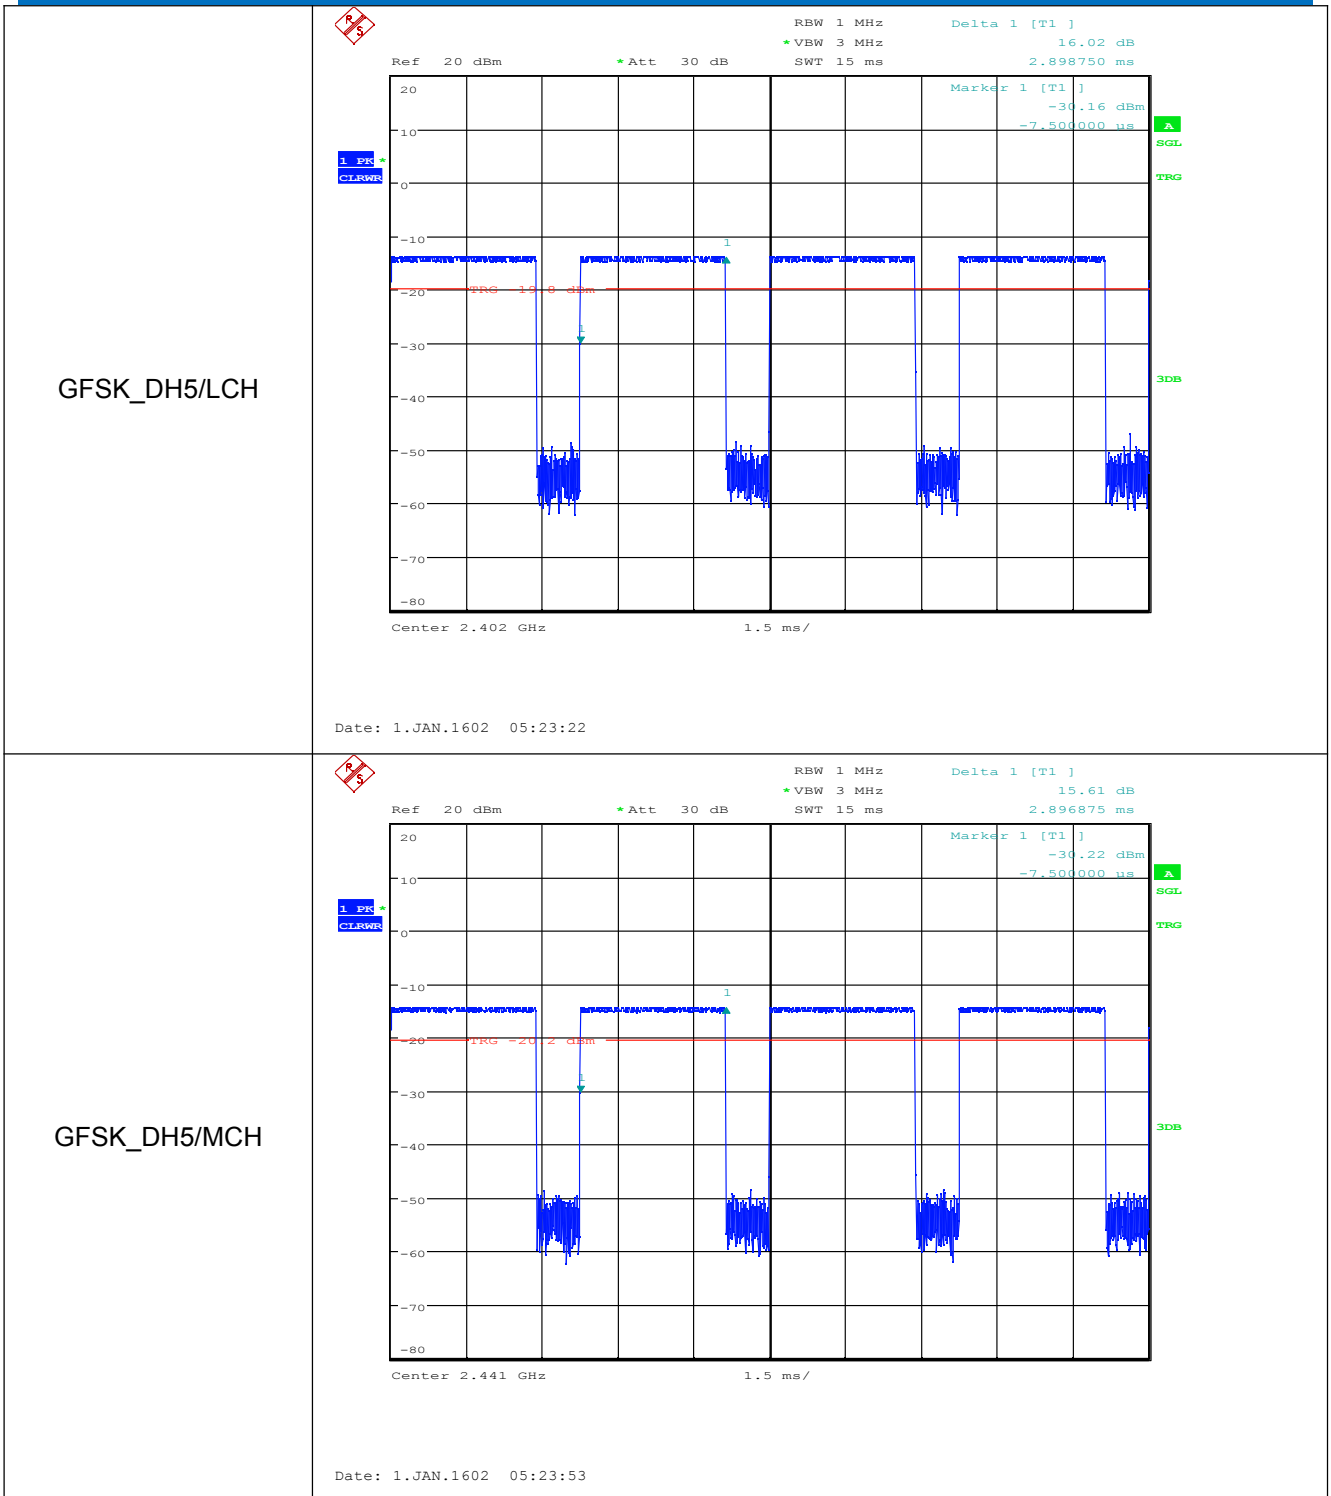 GFSK_DH5/LCH
R S
RBW 1 MHz Delta 1 [T1 ]
*VBW 3 MHz 16.02 dB
Ref 20 dBm *Att 30 dB SWT 15 ms 2.898750 ms
20 Marker 1 [T1 ]
-30.16 dBm
-7.500000 µs A
10
SGL
1 PK *
CLRWR TRG
0
-10
1
TRG -19.8 dBm
-20
1
-30
3DB
-40
-50
-60
-70
-80
Center 2.402 GHz 1.5 ms/
Date: 1.JAN.1602 05:23:22
GFSK_DH5/MCH
R S
RBW 1 MHz Delta 1 [T1 ]
*VBW 3 MHz 15.61 dB
Ref 20 dBm *Att 30 dB SWT 15 ms 2.896875 ms
20 Marker 1 [T1 ]
-30.22 dBm
-7.500000 µs A
10
SGL
1 PK *
CLRWR TRG
0
-10
1
-20 TRG -20.2 dBm
1
-30
3DB
-40
-50
-60
-70
-80
Center 2.441 GHz 1.5 ms/
Date: 1.JAN.1602 05:23:53